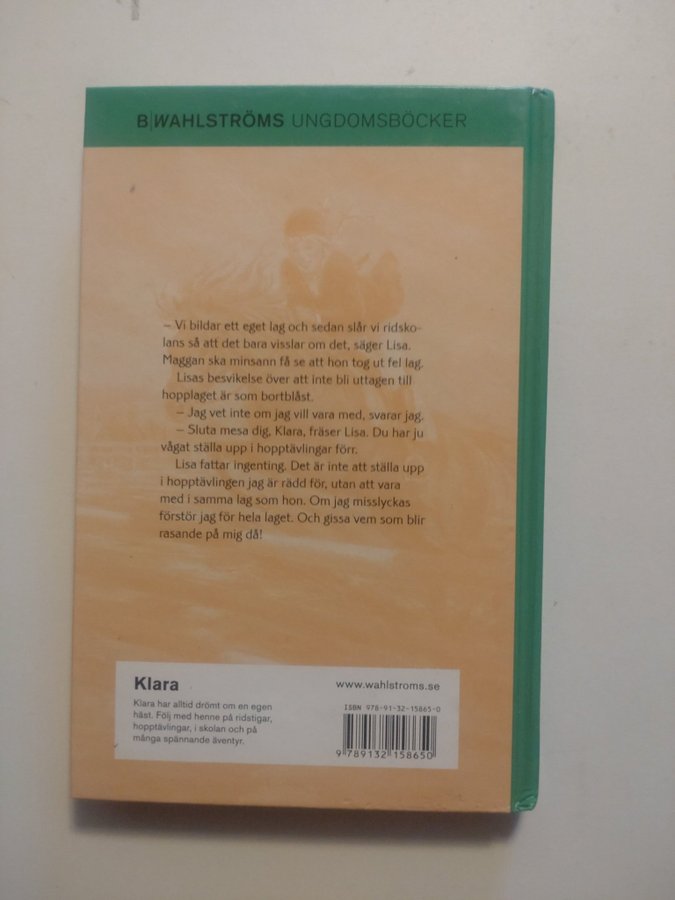 B|WAHLSTRÖMS UNGDOMSBÖCKER
– Vi bildar ett eget lag och sedan slår vi ridsko-
lans så att det bara visslar om det, säger Lisa.
Maggan ska minsann få se att hon tog ut fel lag.
Lisas besvikelse över att inte bli uttagen till
hopplaget är som bortblåst.
– Jag vet inte om jag vill vara med, svarar jag.
– Sluta mesa dig, Klara, fräser Lisa. Du har ju
vågat ställa upp i hopptävlingar förr.
Lisa fattar ingenting. Det är inte att ställa upp
i hopptävlingen jag är rädd för, utan att vara
med i samma lag som hon. Om jag misslyckas
förstör jag för hela laget. Och gissa vem som blir
rasande på mig då!
Klara
Klara har alltid drömt om en egen
häst. Följ med henne på ridstigar,
hopptävlingar, i skolan och på
många spännande äventyr.
www.wahlstroms.se
ISBN 978-91-32-15865-0
9 789132 158650